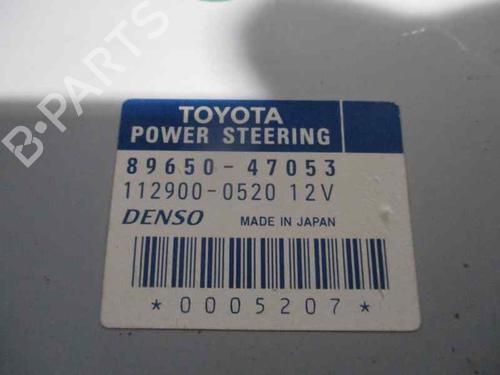 B-PARTS
TOYOTA
POWER STEERING
89650-47053
112900-0520 12V
DENSO MADE IN JAPAN
*0005207*